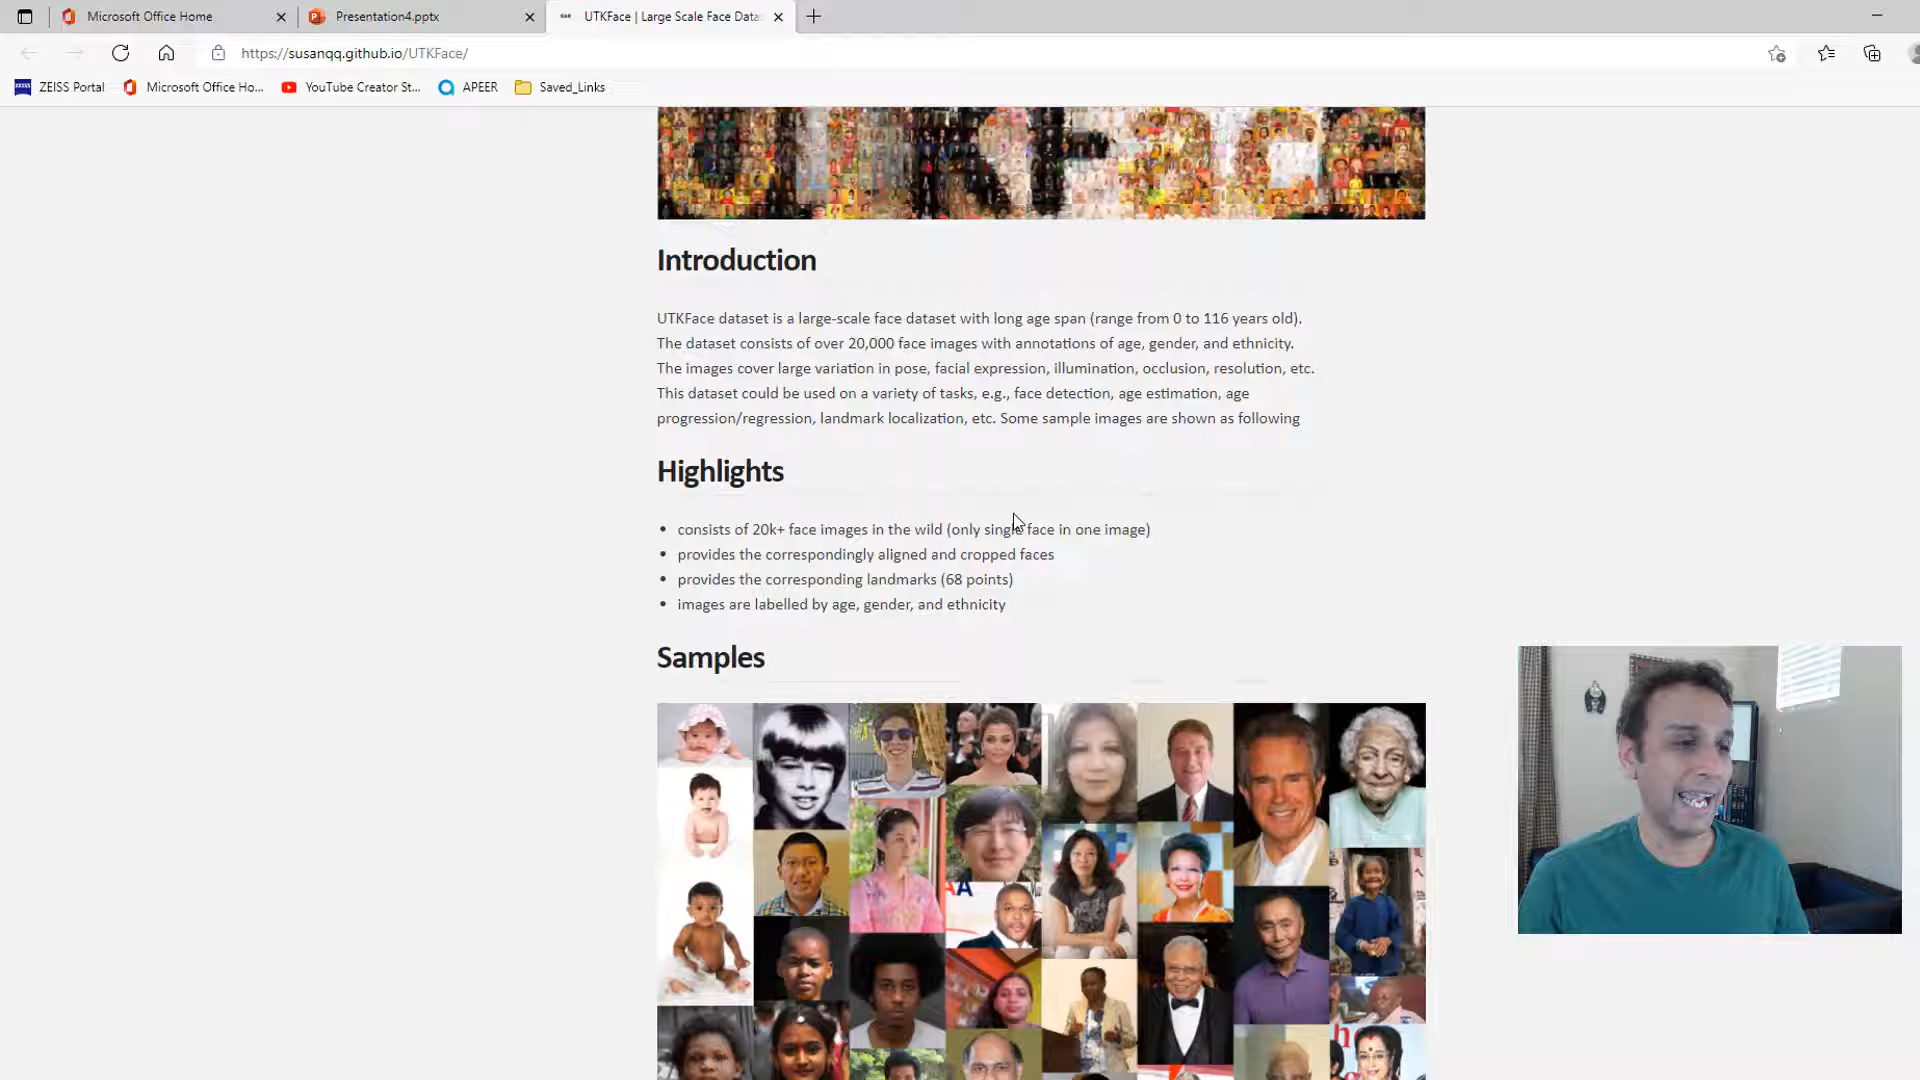 Microsoft Office Home
Presentation4.pptx
UTKFace | Large Scale Face Data
https://susanqq.github.io/UTKFace/
ZEISS Portal
Microsoft Office Ho...
YouTube Creator St...
APEER
Saved_Links
Introduction
UTKFace dataset is a large-scale face dataset with long age span (range from 0 to 116 years old).
The dataset consists of over 20,000 face images with annotations of age, gender, and ethnicity.
The images cover large variation in pose, facial expression, illumination, occlusion, resolution, etc.
This dataset could be used on a variety of tasks, e.g., face detection, age estimation, age
progression/regression, landmark localization, etc. Some sample images are shown as following
Highlights
• consists of 20k+ face images in the wild (only single face in one image)
• provides the correspondingly aligned and cropped faces
• provides the corresponding landmarks (68 points)
• images are labelled by age, gender, and ethnicity
Samples